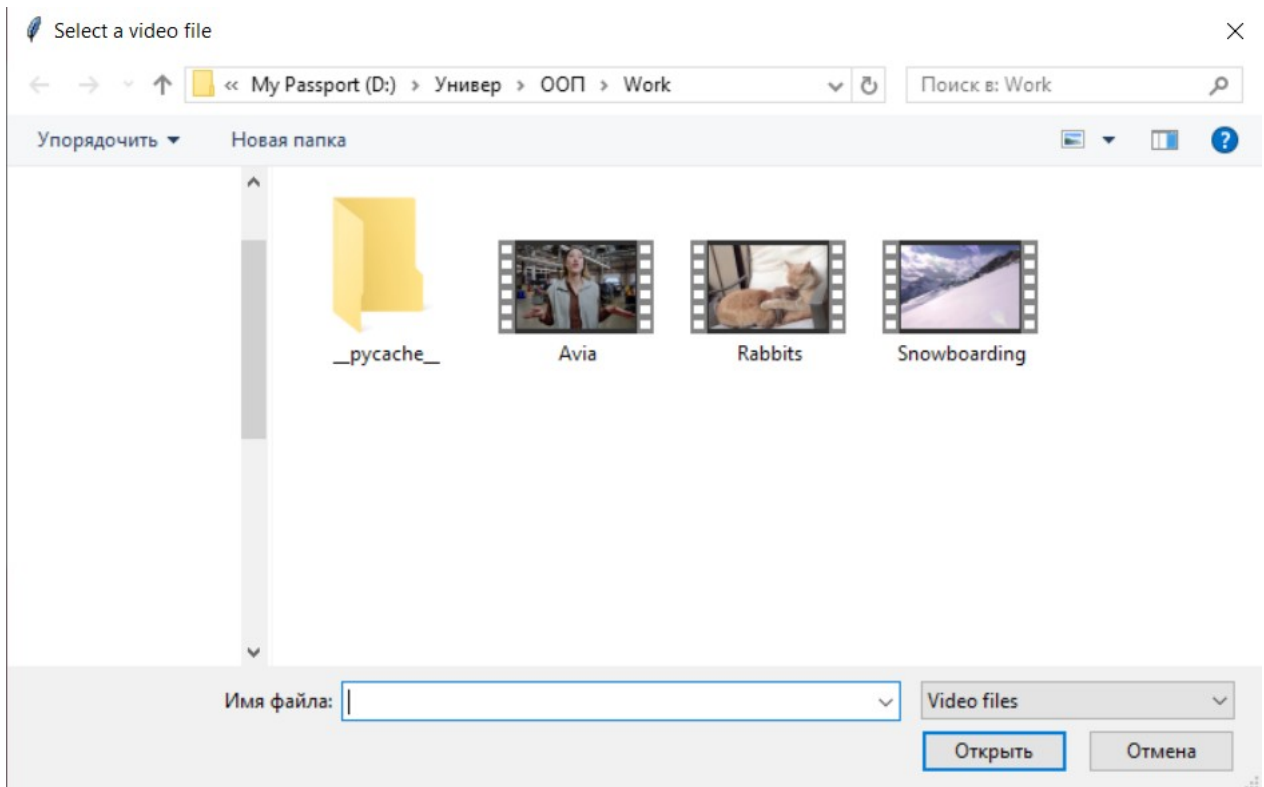 Select a video file
« My Passport (D:) › Универ › ООП › Work
Поиск в: Work
Упорядочить
Новая папка
?
__pycache__
Avia
Rabbits
Snowboarding
Имя файла:
Video files
Открыть
Отмена